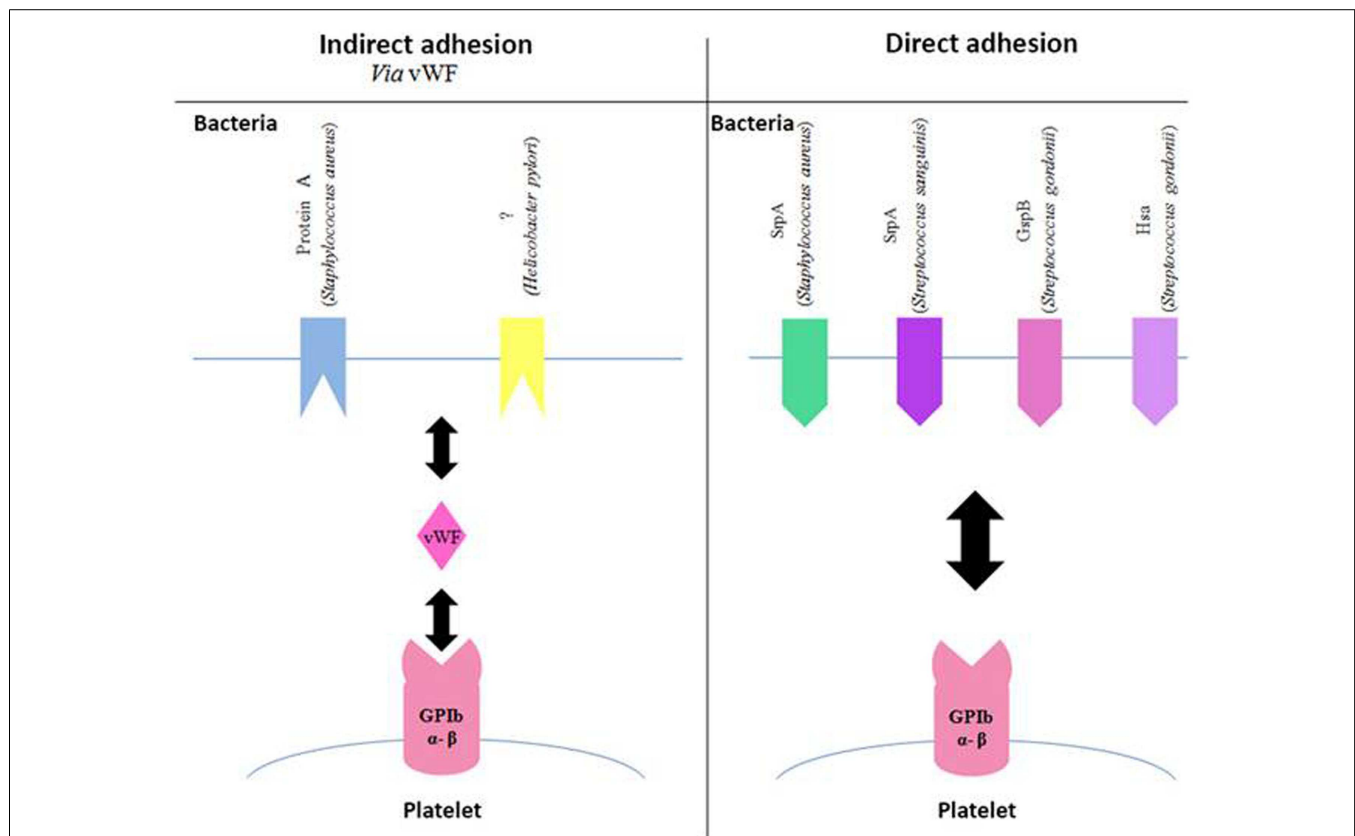 Indirect adhesion
Via vWF
Bacteria
Protein A
(Staphylococcus aureus)
?
(Helicobacter pylori)
vWF
GPIb
α- β
Platelet
Direct adhesion
Bacteria
SrpA
(Staphylococcus aureus)
SrpA
(Streptococcus sanguinis)
GspB
(Streptococcus gordonii)
Hsa
(Streptococcus gordonii)
GPIb
α- β
Platelet